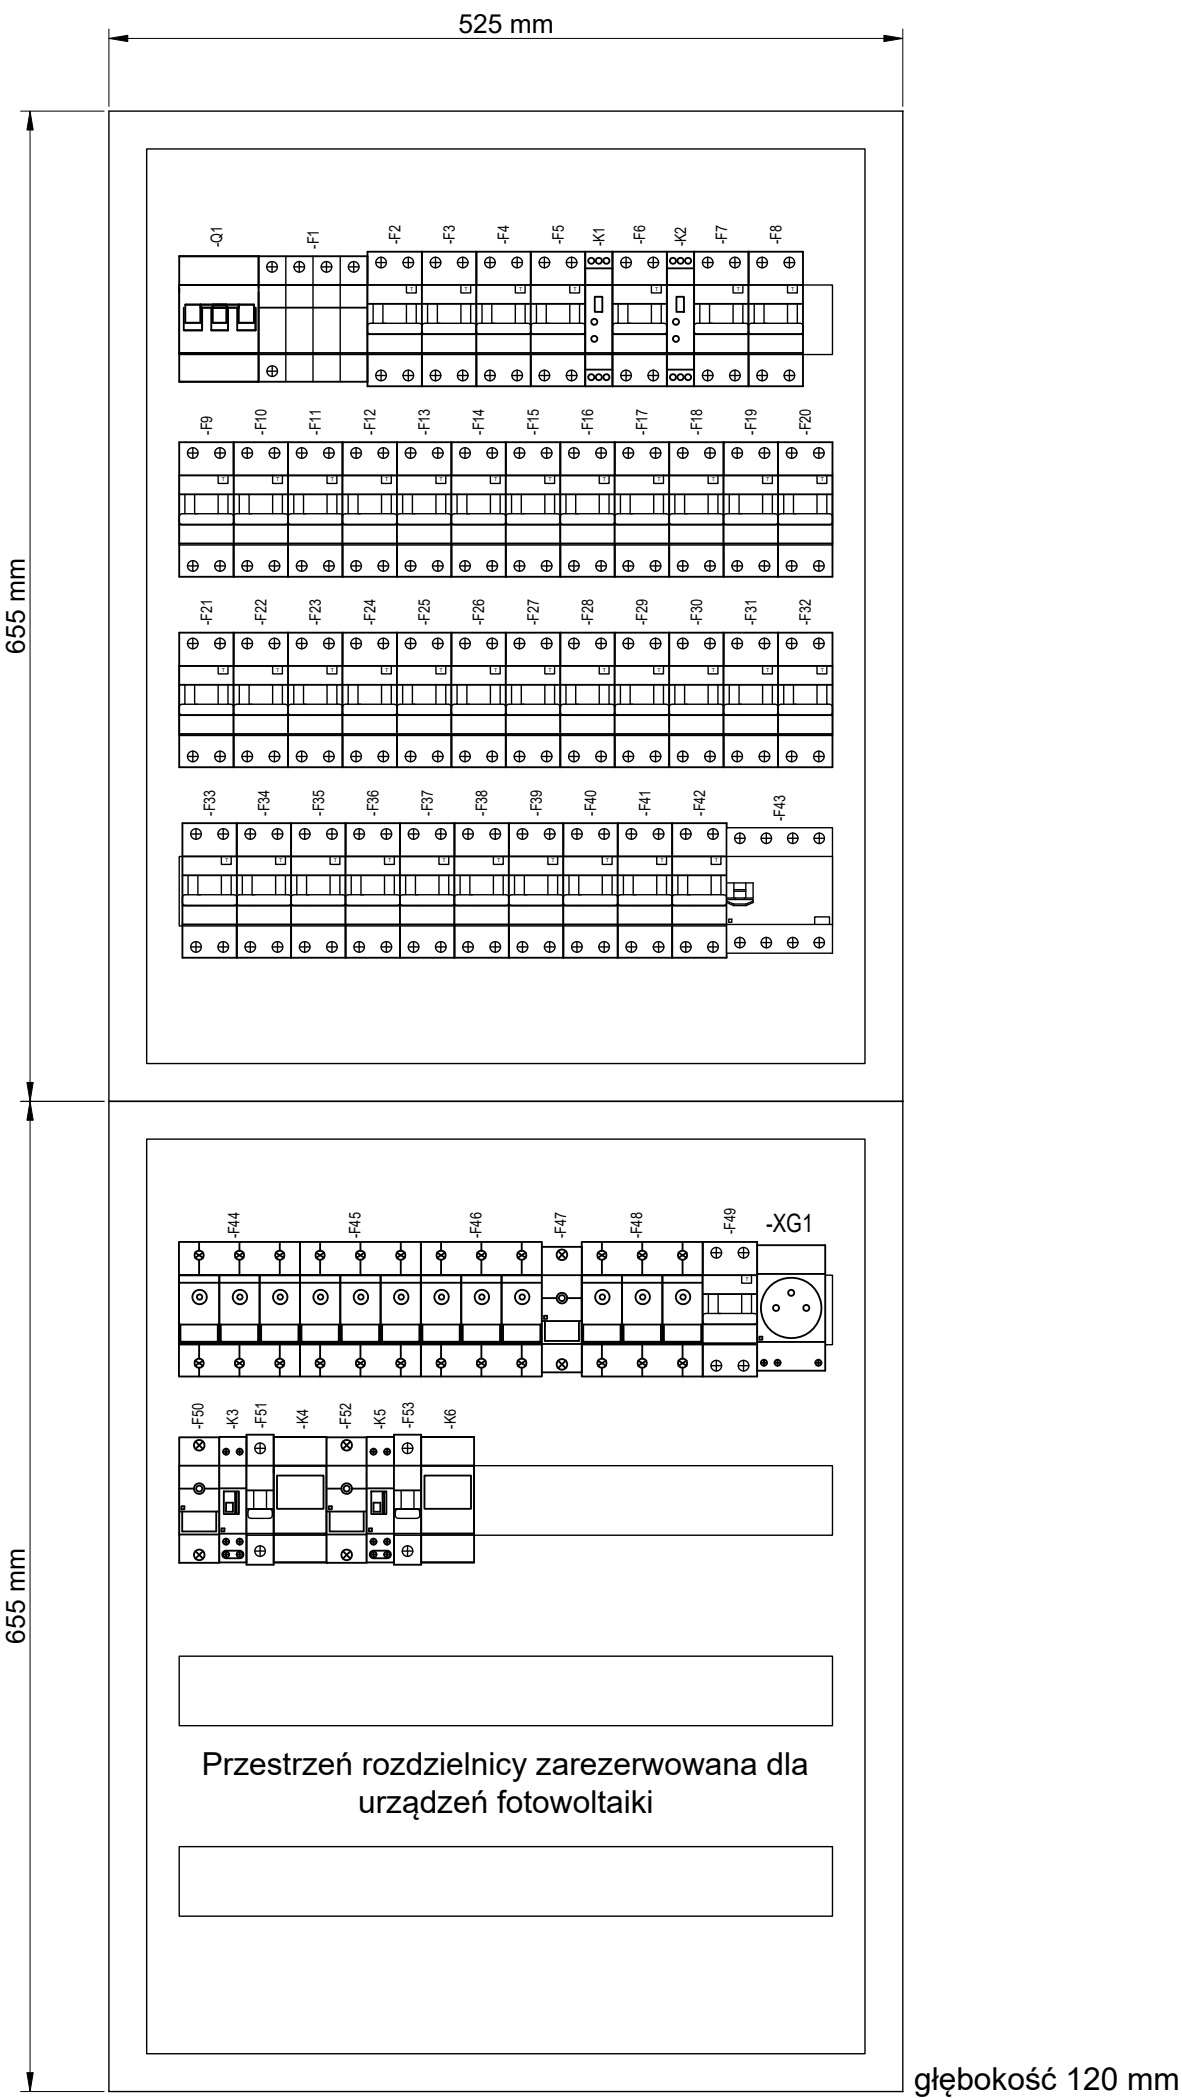 525 mm
655 mm
-Q1 -F1 -F2 -F3 -F4 -F5 -K1 -F6 -K2 -F7 -F8
T T T T T T T
-F9 -F10 -F11 -F12 -F13 -F14 -F15 -F16 -F17 -F18 -F19 -F20
T T T T T T T T T T T T
-F21 -F22 -F23 -F24 -F25 -F26 -F27 -F28 -F29 -F30 -F31 -F32
T T T T T T T T T T T T
-F33 -F34 -F35 -F36 -F37 -F38 -F39 -F40 -F41 -F42 -F43
T T T T T T T T T T
655 mm
-F44 -F45 -F46 -F47 -F48 -F49 -XG1
T
-F50 -K3 -F51 -K4 -F52 -K5 -F53 -K6
Przestrzeń rozdzielnicy zarezerwowana dla
urządzeń fotowoltaiki
głębokość 120 mm